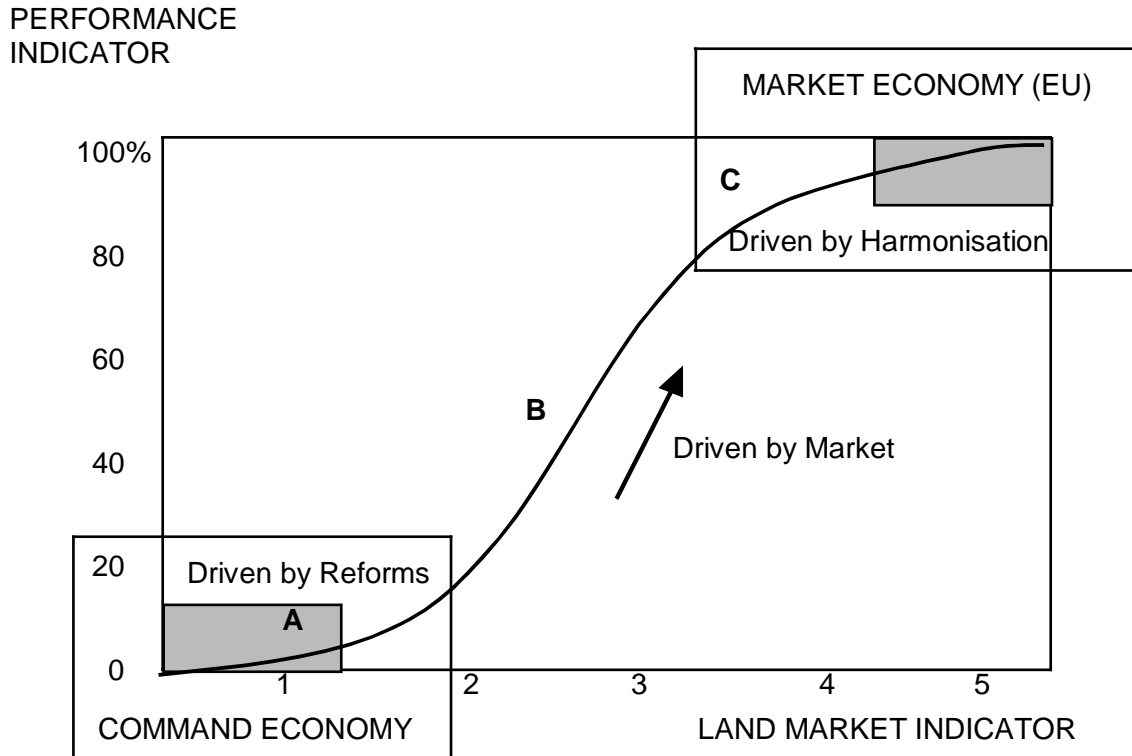 PERFORMANCE
INDICATOR
MARKET ECONOMY (EU)
100%
C
Driven by Harmonisation
80
60
B
Driven by Market
40
20
Driven by Reforms
A
0
1
2
3
4
5
COMMAND ECONOMY
LAND MARKET INDICATOR